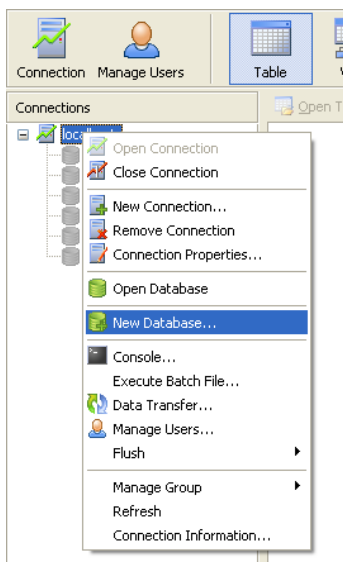 Connection Manage Users Table
Connections
Open T
Open Connection
Close Connection
New Connection...
Remove Connection
Connection Properties...
Open Database
New Database...
Console...
Execute Batch File...
Data Transfer...
Manage Users...
Flush
Manage Group
Refresh
Connection Information...